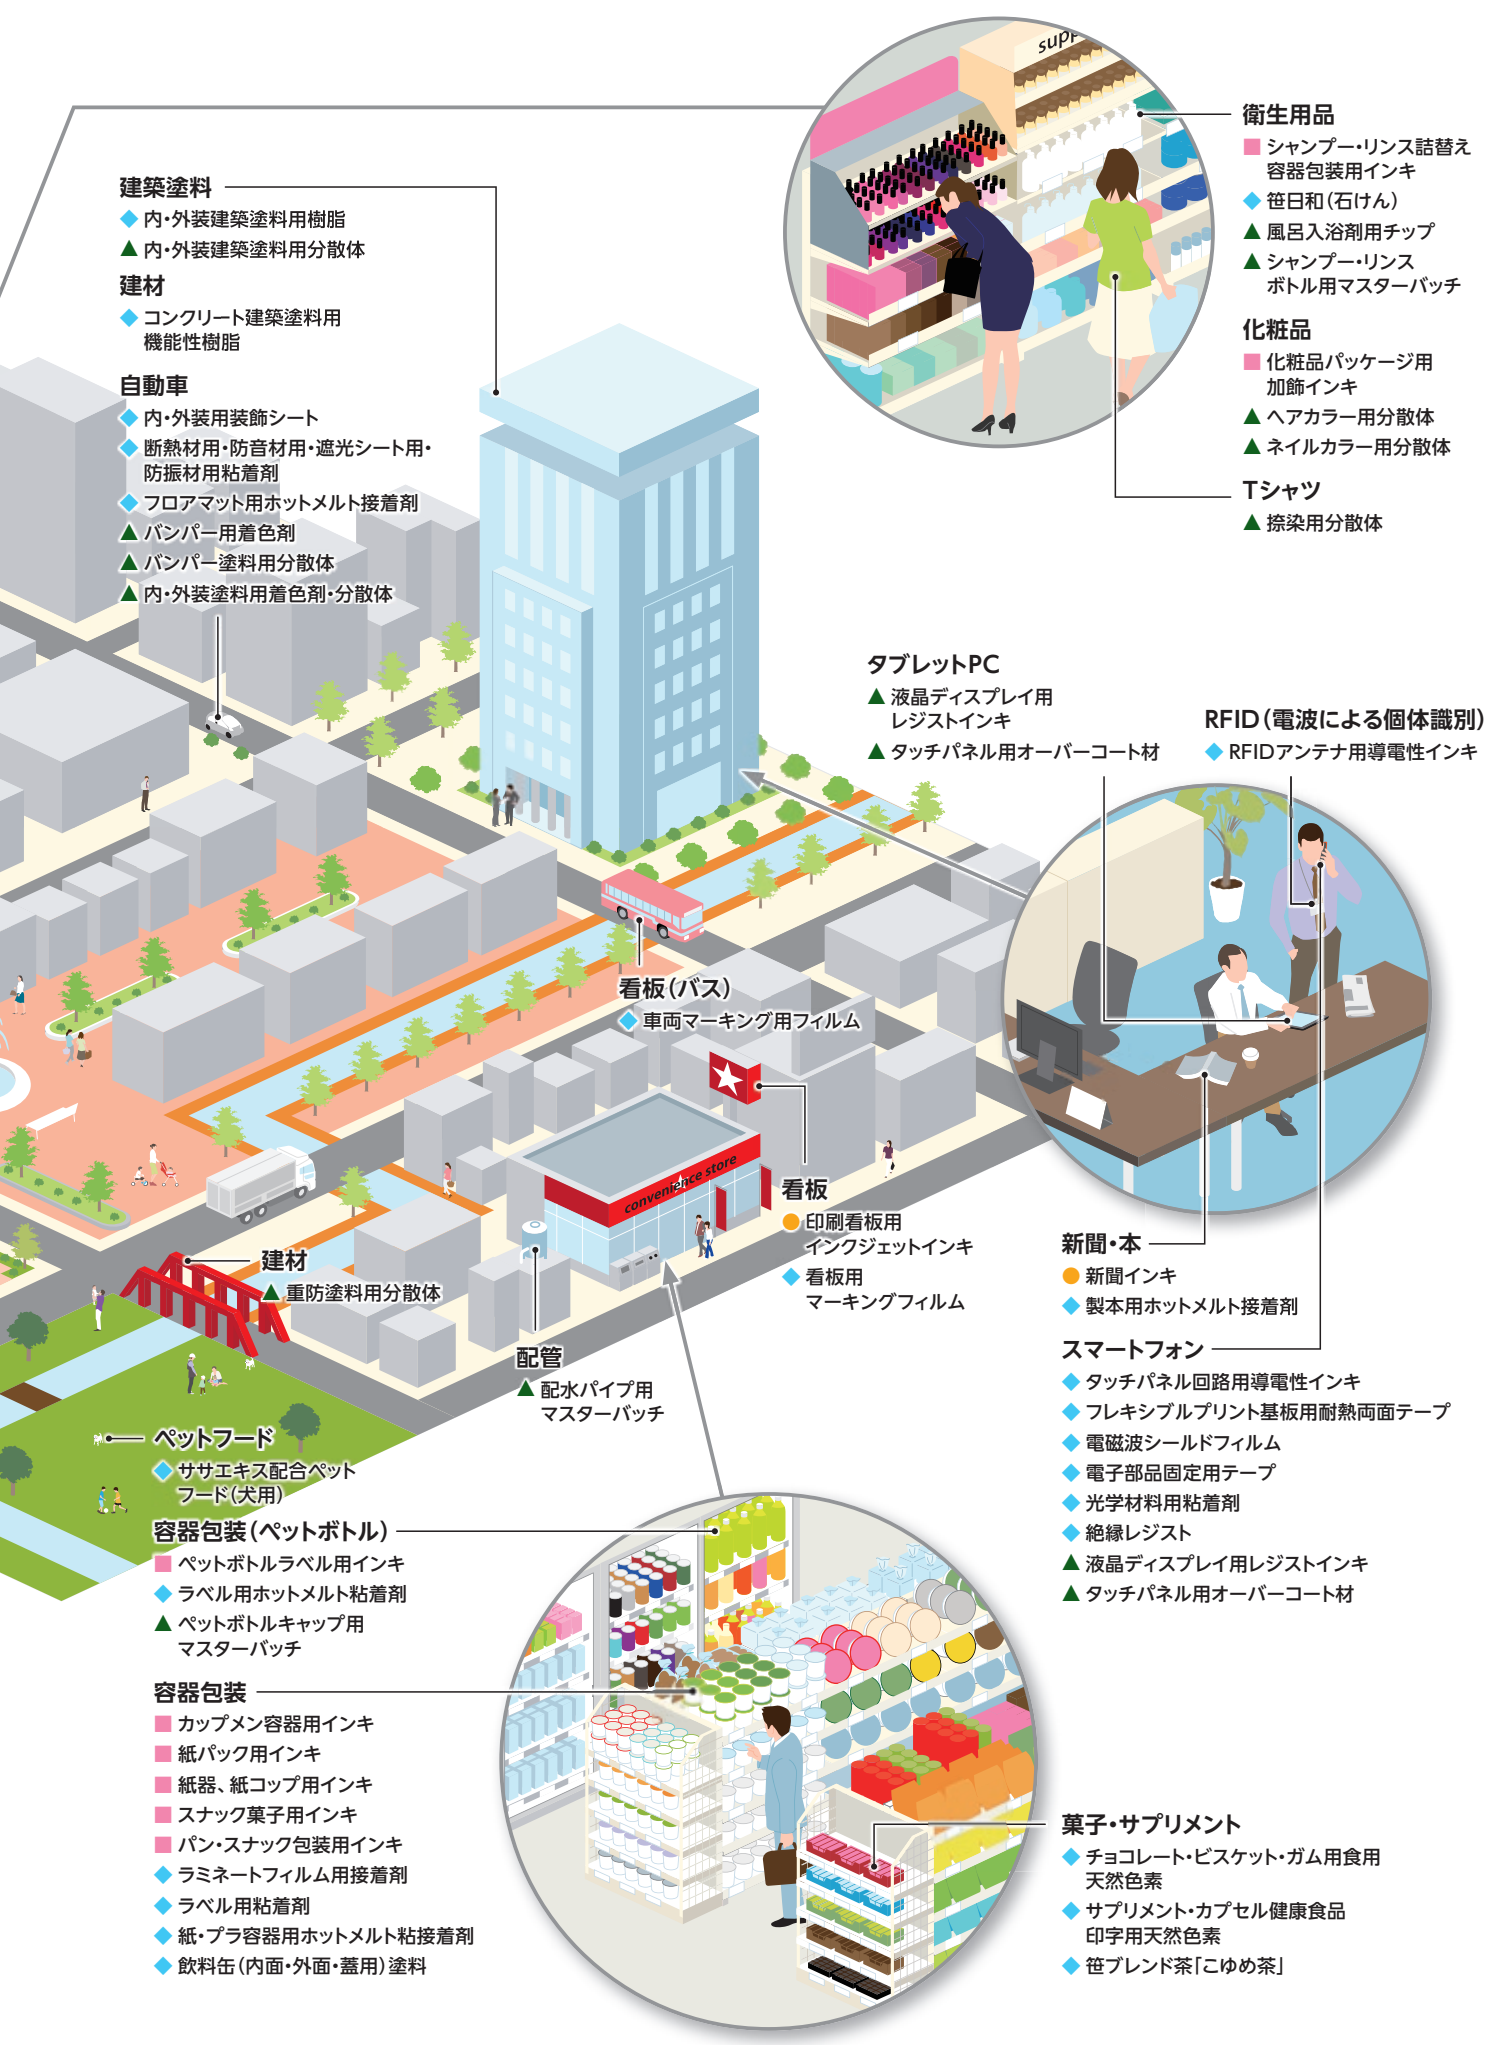 supp
衛生用品
■ シャンプー・リンス詰替え
容器包装用インキ
◆ 笹日和（石けん）
▲ 風呂入浴剤用チップ
▲ シャンプー・リンス
ボトル用マスターバッチ
化粧品
■ 化粧品パッケージ用
加飾インキ
▲ ヘアカラー用分散体
▲ ネイルカラー用分散体
Tシャツ
▲ 捺染用分散体
建築塗料
◆ 内・外装建築塗料用樹脂
▲ 内・外装建築塗料用分散体
建材
◆ コンクリート建築塗料用
機能性樹脂
自動車
◆ 内・外装用装飾シート
◆ 断熱材用・防音材用・遮光シート用・
防振材用粘着剤
◆ フロアマット用ホットメルト接着剤
▲ バンパー用着色剤
▲ バンパー塗料用分散体
▲ 内・外装塗料用着色剤・分散体
タブレットPC
▲ 液晶ディスプレイ用
レジストインキ
▲ タッチパネル用オーバーコート材
RFID（電波による個体識別）
◆ RFIDアンテナ用導電性インキ
看板（バス）
◆ 車両マーキング用フィルム
convenience store
看板
● 印刷看板用
インクジェットインキ
◆ 看板用
マーキングフィルム
建材
▲ 重防塗料用分散体
配管
▲ 配水パイプ用
マスターバッチ
新聞・本
● 新聞インキ
◆ 製本用ホットメルト接着剤
スマートフォン
◆ タッチパネル回路用導電性インキ
◆ フレキシブルプリント基板用耐熱両面テープ
◆ 電磁波シールドフィルム
◆ 電子部品固定用テープ
◆ 光学材料用粘着剤
◆ 絶縁レジスト
▲ 液晶ディスプレイ用レジストインキ
▲ タッチパネル用オーバーコート材
ペットフード
◆ ササエキス配合ペット
フード（犬用）
容器包装（ペットボトル）
■ ペットボトルラベル用インキ
◆ ラベル用ホットメルト粘着剤
▲ ペットボトルキャップ用
マスターバッチ
容器包装
■ カップメン容器用インキ
■ 紙パック用インキ
■ 紙器、紙コップ用インキ
■ スナック菓子用インキ
■ パン・スナック包装用インキ
◆ ラミネートフィルム用接着剤
◆ ラベル用粘着剤
◆ 紙・プラ容器用ホットメルト粘接着剤
◆ 飲料缶（内面・外面・蓋用）塗料
菓子・サプリメント
◆ チョコレート・ビスケット・ガム用食用
天然色素
◆ サプリメント・カプセル健康食品
印字用天然色素
◆ 笹ブレンド茶「こゆめ茶」